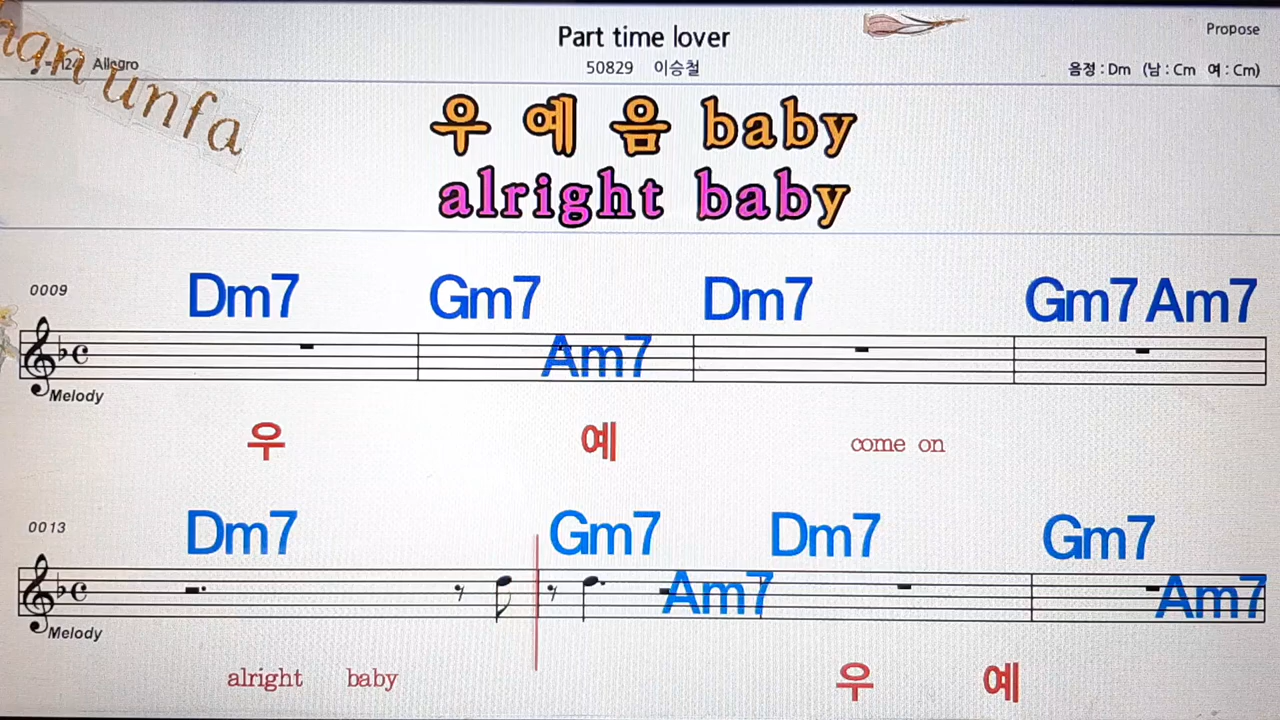 Part time lover
Propose
50829 이승철
Allegro
음정 : Dm (남 : Cm 여 : Cm)
unfa
우 예 음 baby
alright baby
0009
Dm7 Gm7 Am7 Dm7 Gm7 Am7
Melody
우 예 come on
0013
Dm7 Gm7 Am7 Dm7 Gm7 Am7
Melody
alright baby 우 예